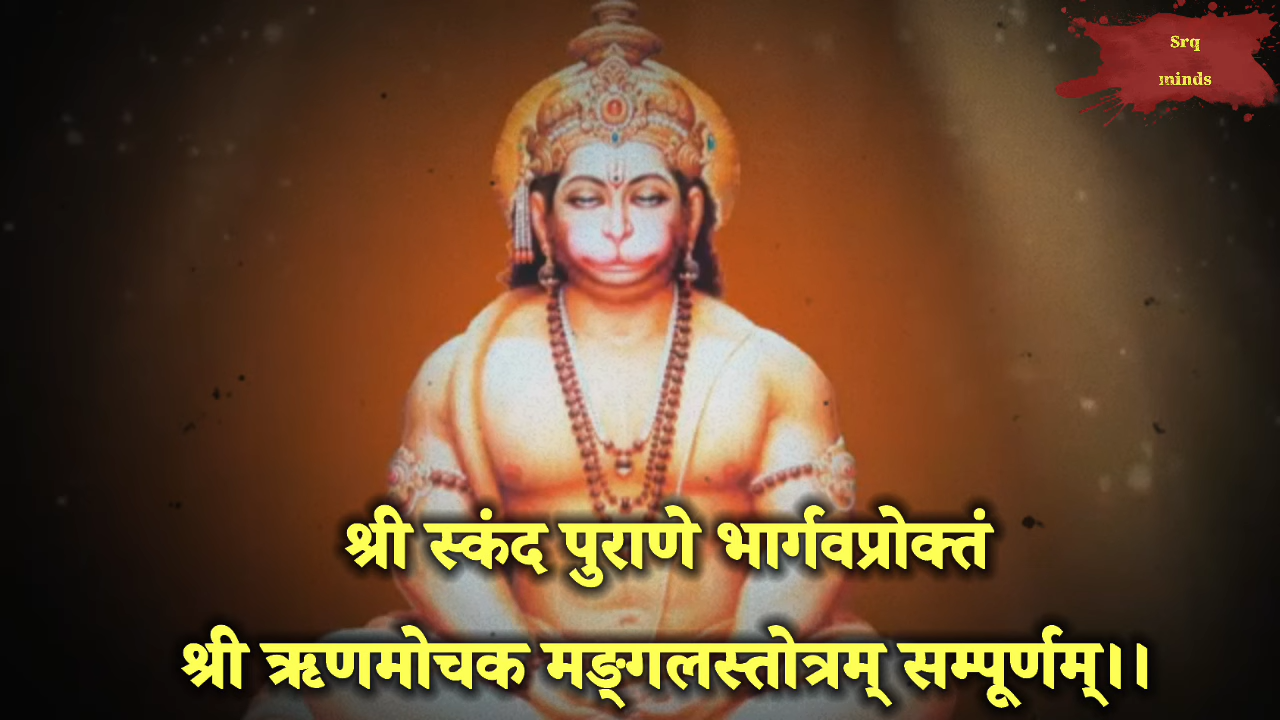 Srq
minds
श्री स्कंद पुराणे भार्गवप्रोक्तं
श्री ऋणमोचक मङ्गलस्तोत्रम् सम्पूर्णम्।।